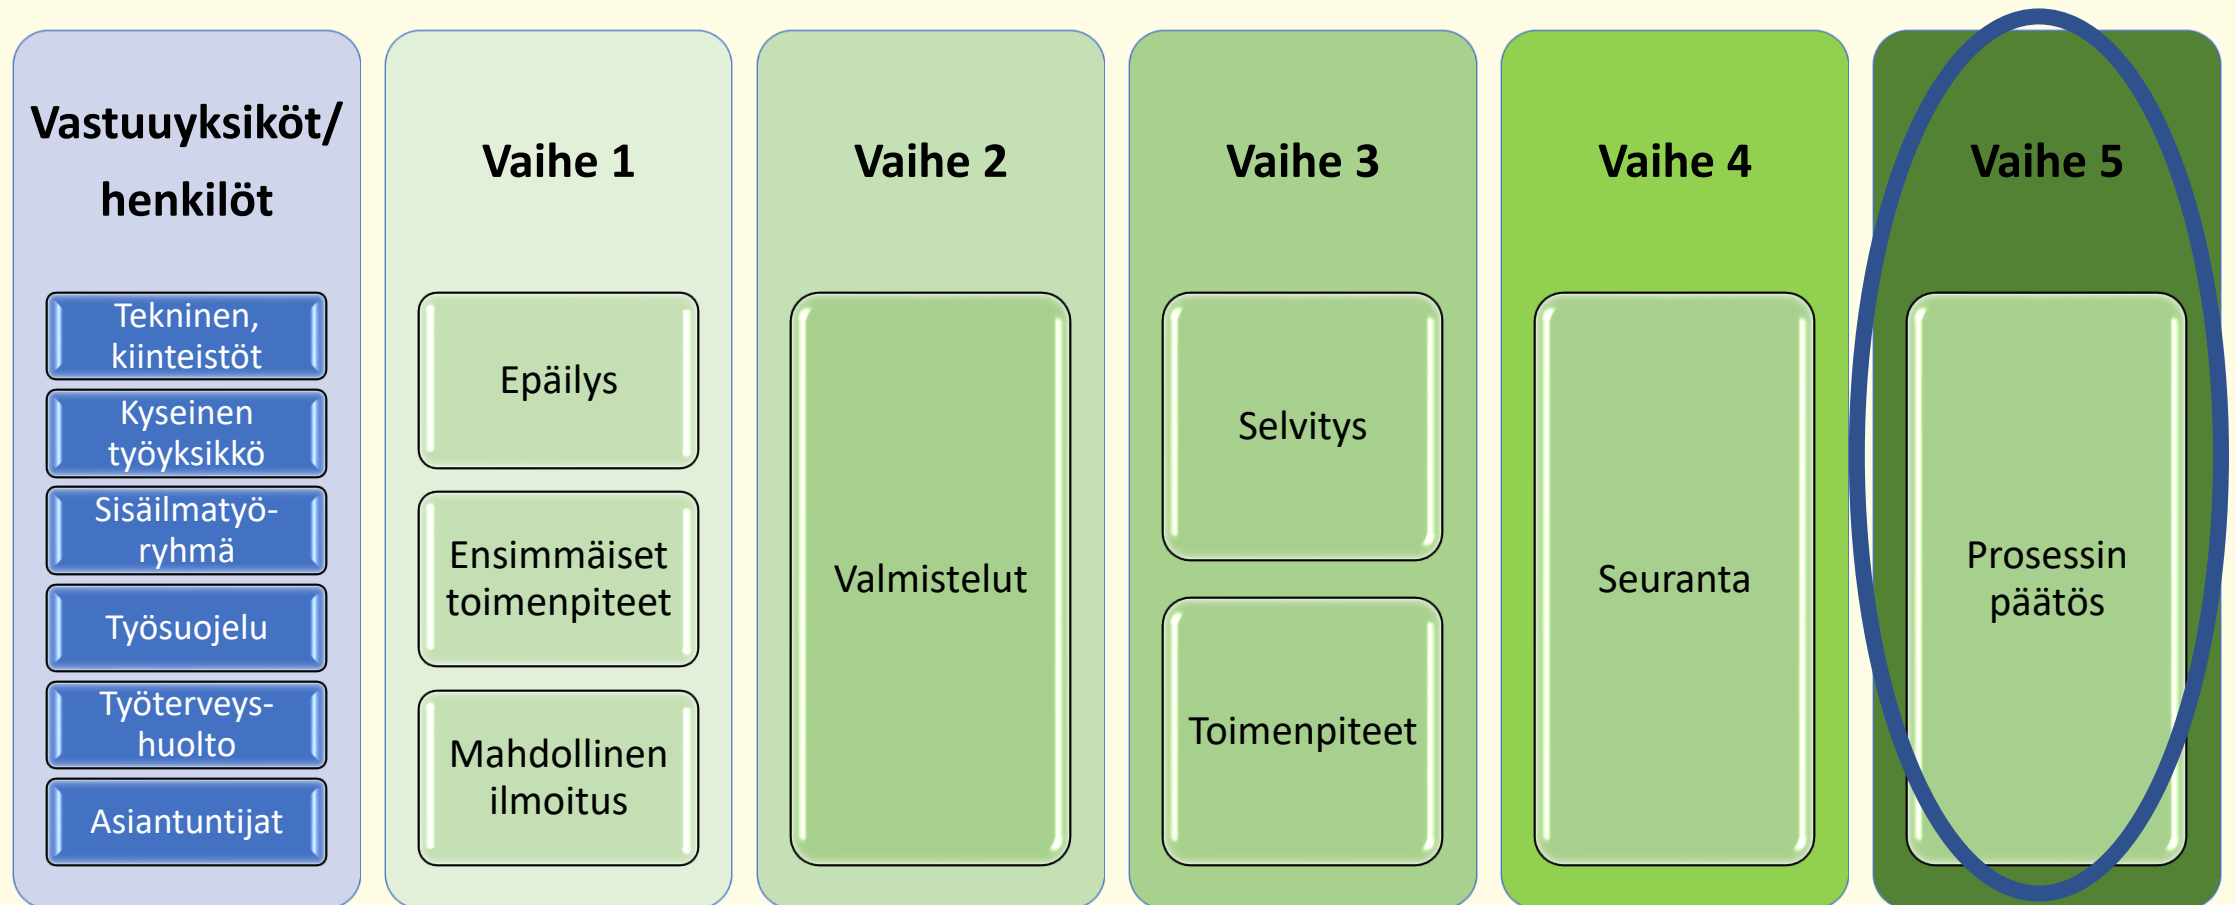 Vastuuyksiköt/
henkilöt
Tekninen,
kiinteistöt
Kyseinen
työyksikkö
Sisäilmatyö-
ryhmä
Työsuojelu
Työterveys-
huolto
Asiantuntijat
Vaihe 1
Epäilys
Ensimmäiset
toimenpiteet
Mahdollinen
ilmoitus
Vaihe 2
Valmistelut
Vaihe 3
Selvitys
Toimenpiteet
Vaihe 4
Seuranta
Vaihe 5
Prosessin
päätös